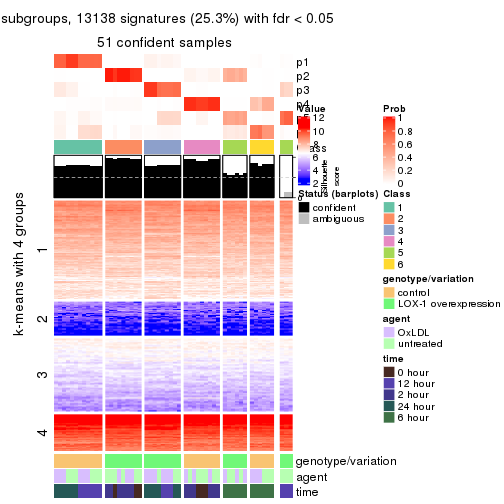 subgroups, 13138 signatures (25.3%) with fdr < 0.05
51 confident samples
p1
p2
p3
p4
Value
12
10
8
6
4
2
Silhouette
score
0
Prob
1
0.8
0.6
0.4
0.2
0
Status (barplots)
confident
ambiguous
Class
1
2
3
4
5
6
genotype/variation
control
LOX-1 overexpression
agent
OxLDL
untreated
time
0 hour
12 hour
2 hour
24 hour
6 hour
k-means with 4 groups
1
2
3
4
genotype/variation
agent
time